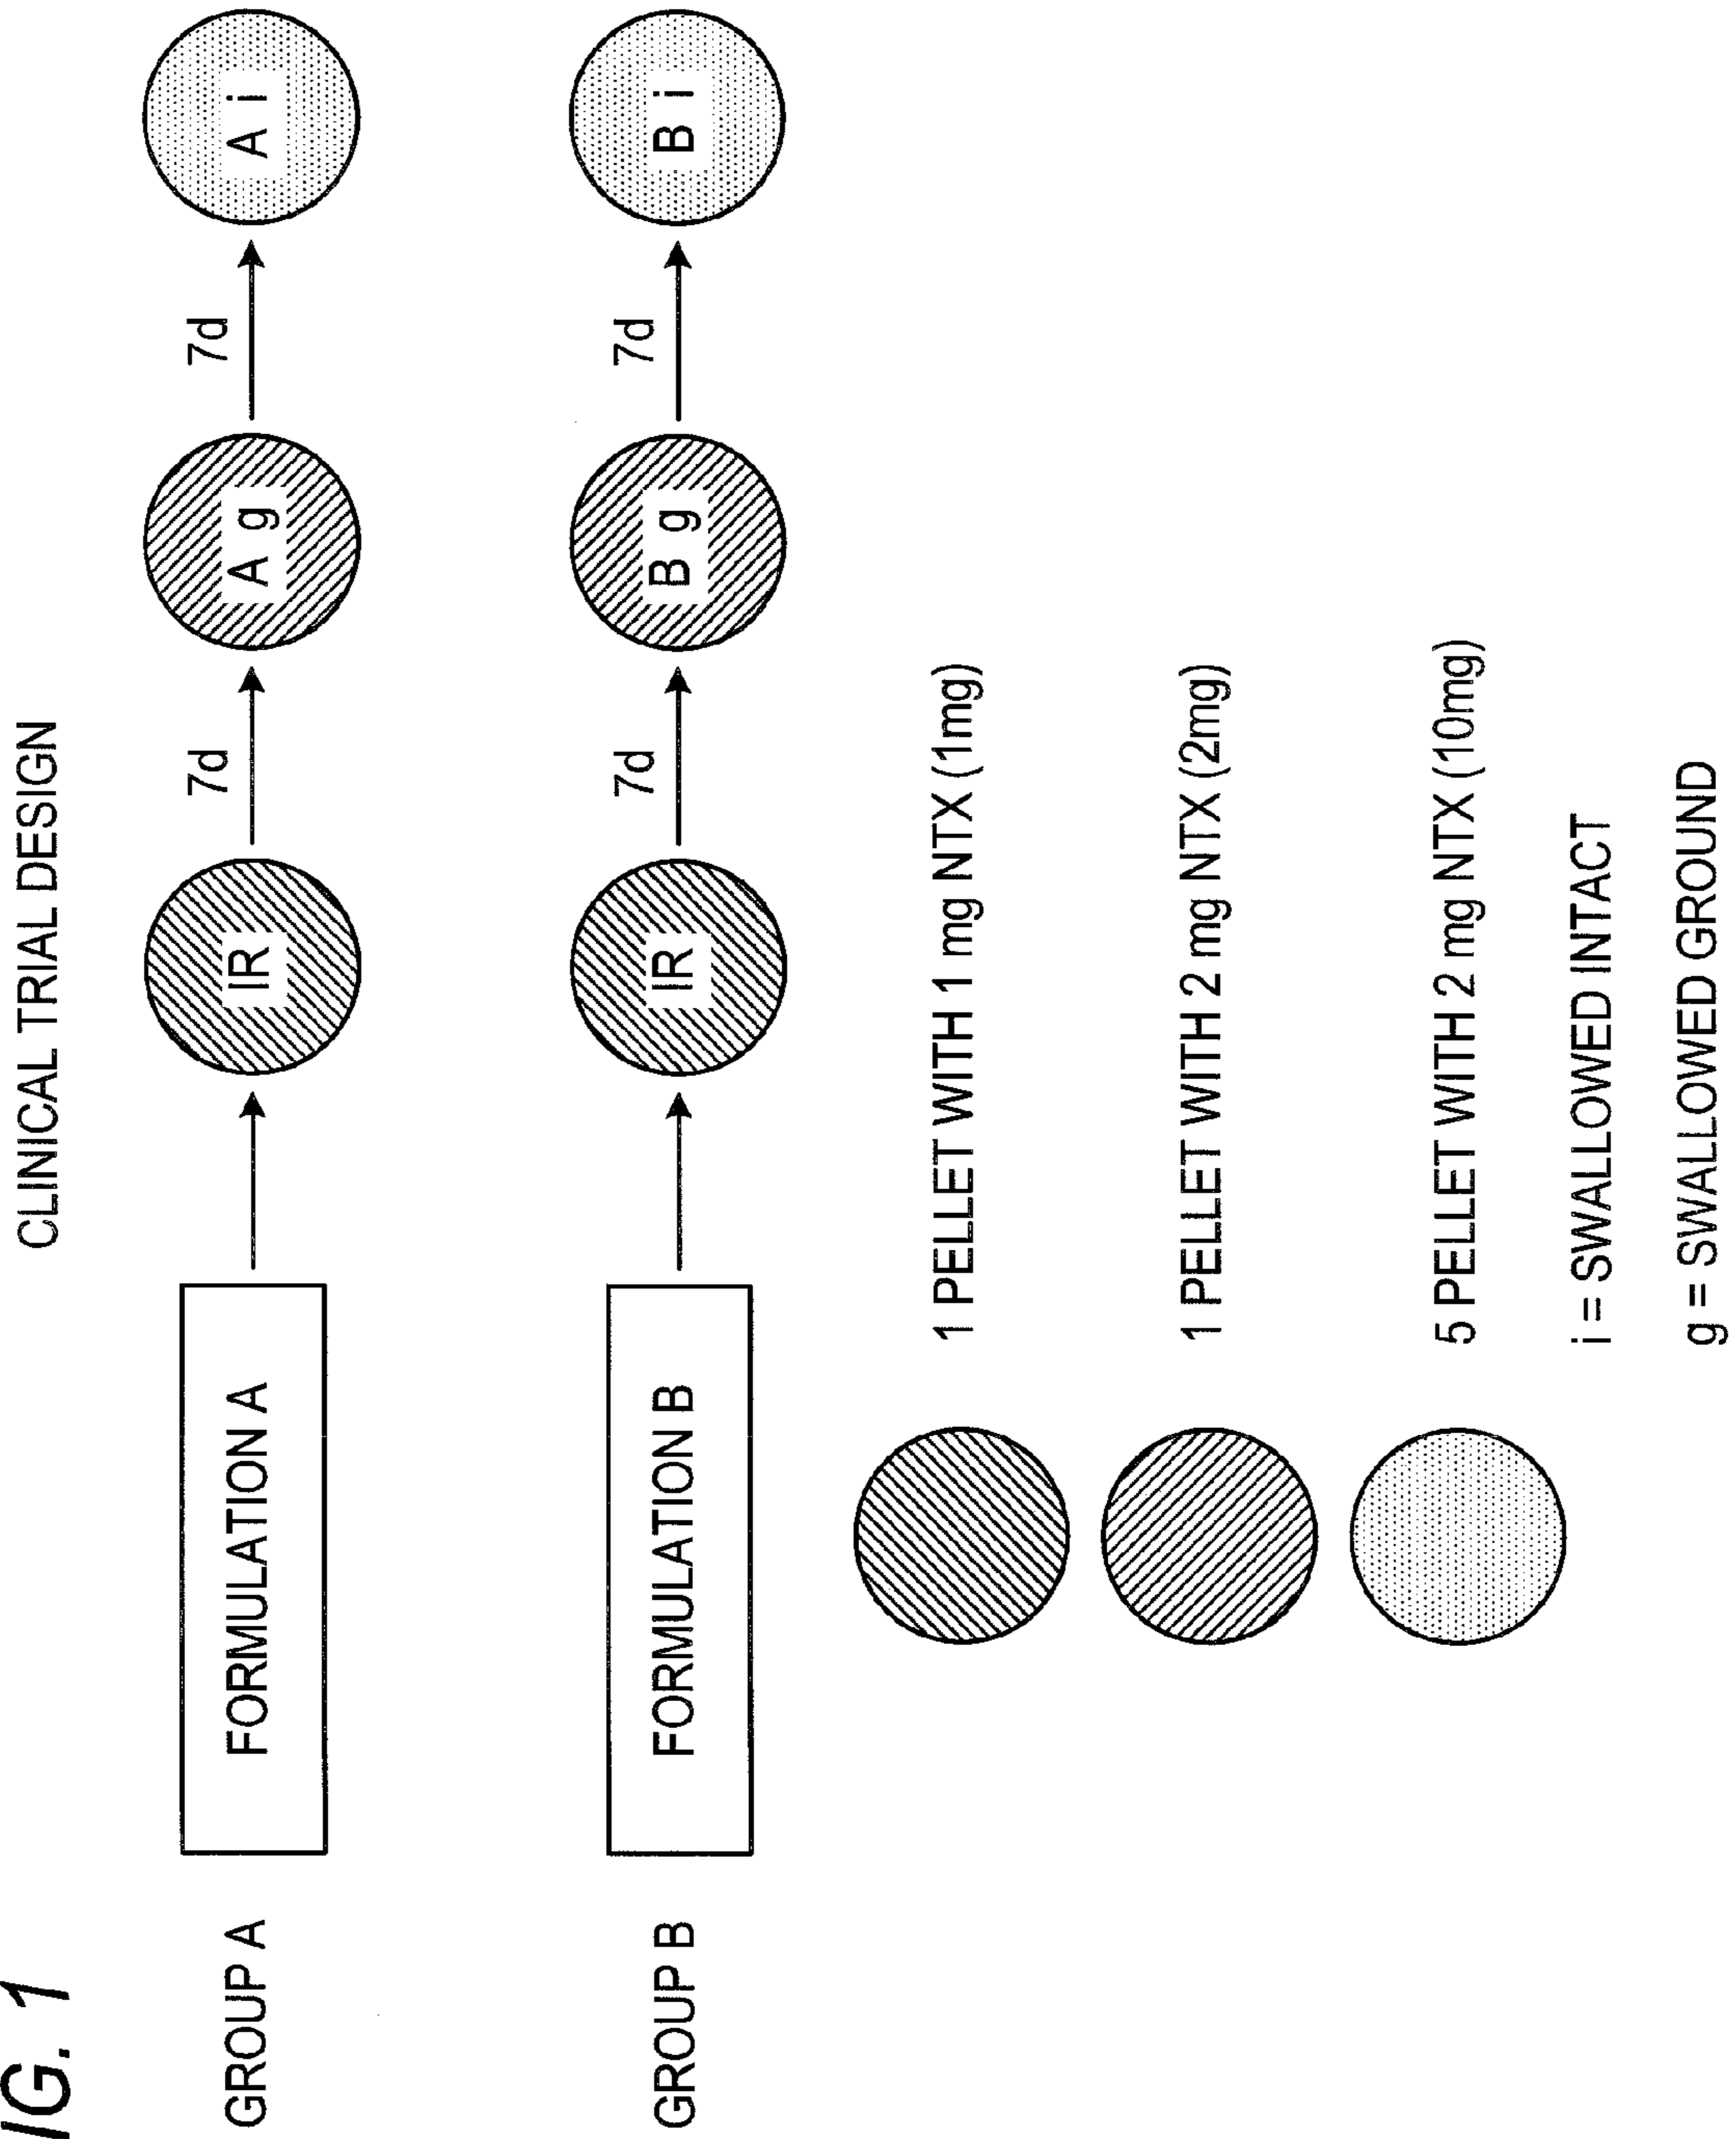 IG. 1
CLINICAL TRIAL DESIGN
GROUP A
FORMULATION A
IR
7d
A g
7d
A i
GROUP B
FORMULATION B
IR
7d
B g
7d
B i
1 PELLET WITH 1 mg NTX (1mg)
1 PELLET WITH 2 mg NTX (2mg)
5 PELLET WITH 2 mg NTX (10mg)
i = SWALLOWED INTACT
g = SWALLOWED GROUND